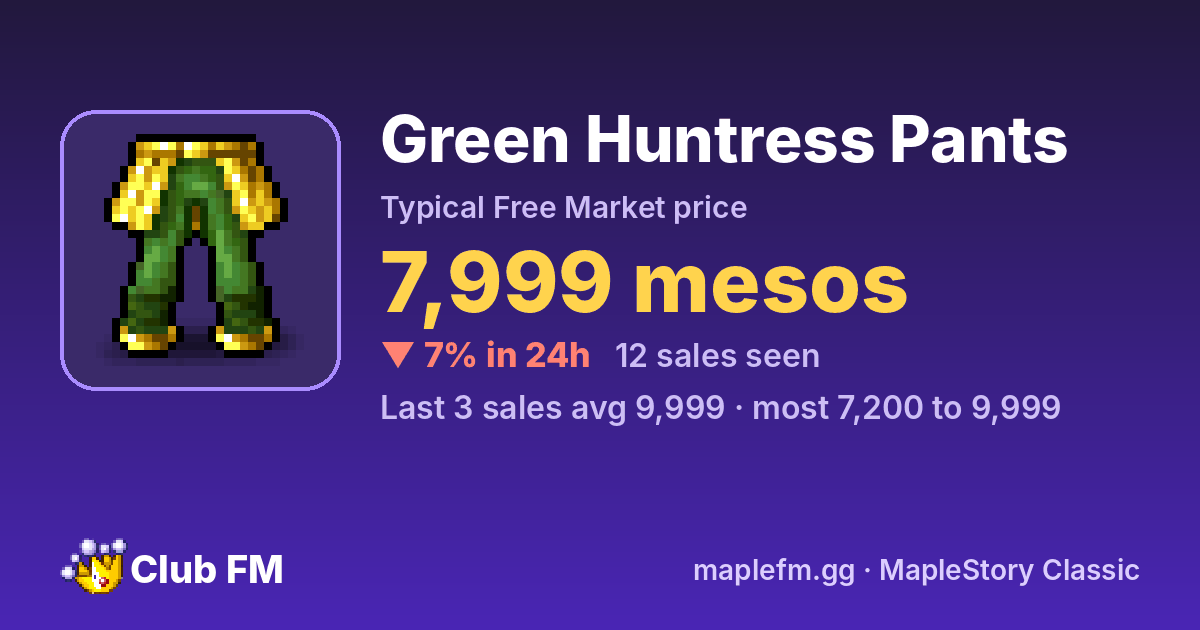 Green Huntress Pants
Typical Free Market price
7,999 mesos
▼ 7% in 24h 12 sales seen
Last 3 sales avg 9,999 · most 7,200 to 9,999
Club FM
maplefm.gg · MapleStory Classic